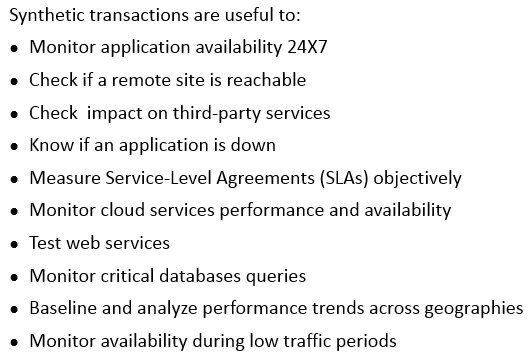 Synthetic transactions are useful to:
• Monitor application availability 24X7
• Check if a remote site is reachable
• Check  impact on third-party services
• Know if an application is down
• Measure Service-Level Agreements (SLAs) objectively
• Monitor cloud services performance and availability
• Test web services
• Monitor critical databases queries
• Baseline and analyze performance trends across geographies
• Monitor availability during low traffic periods